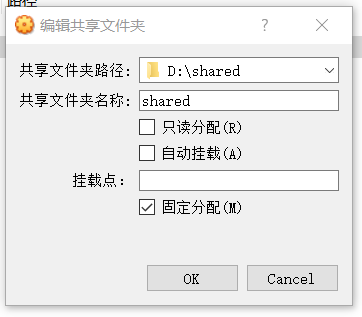 编辑共享文件夹
共享文件夹路径: D:\shared
共享文件夹名称: shared
只读分配(R)
自动挂载(A)
挂载点:
固定分配(M)
OK Cancel